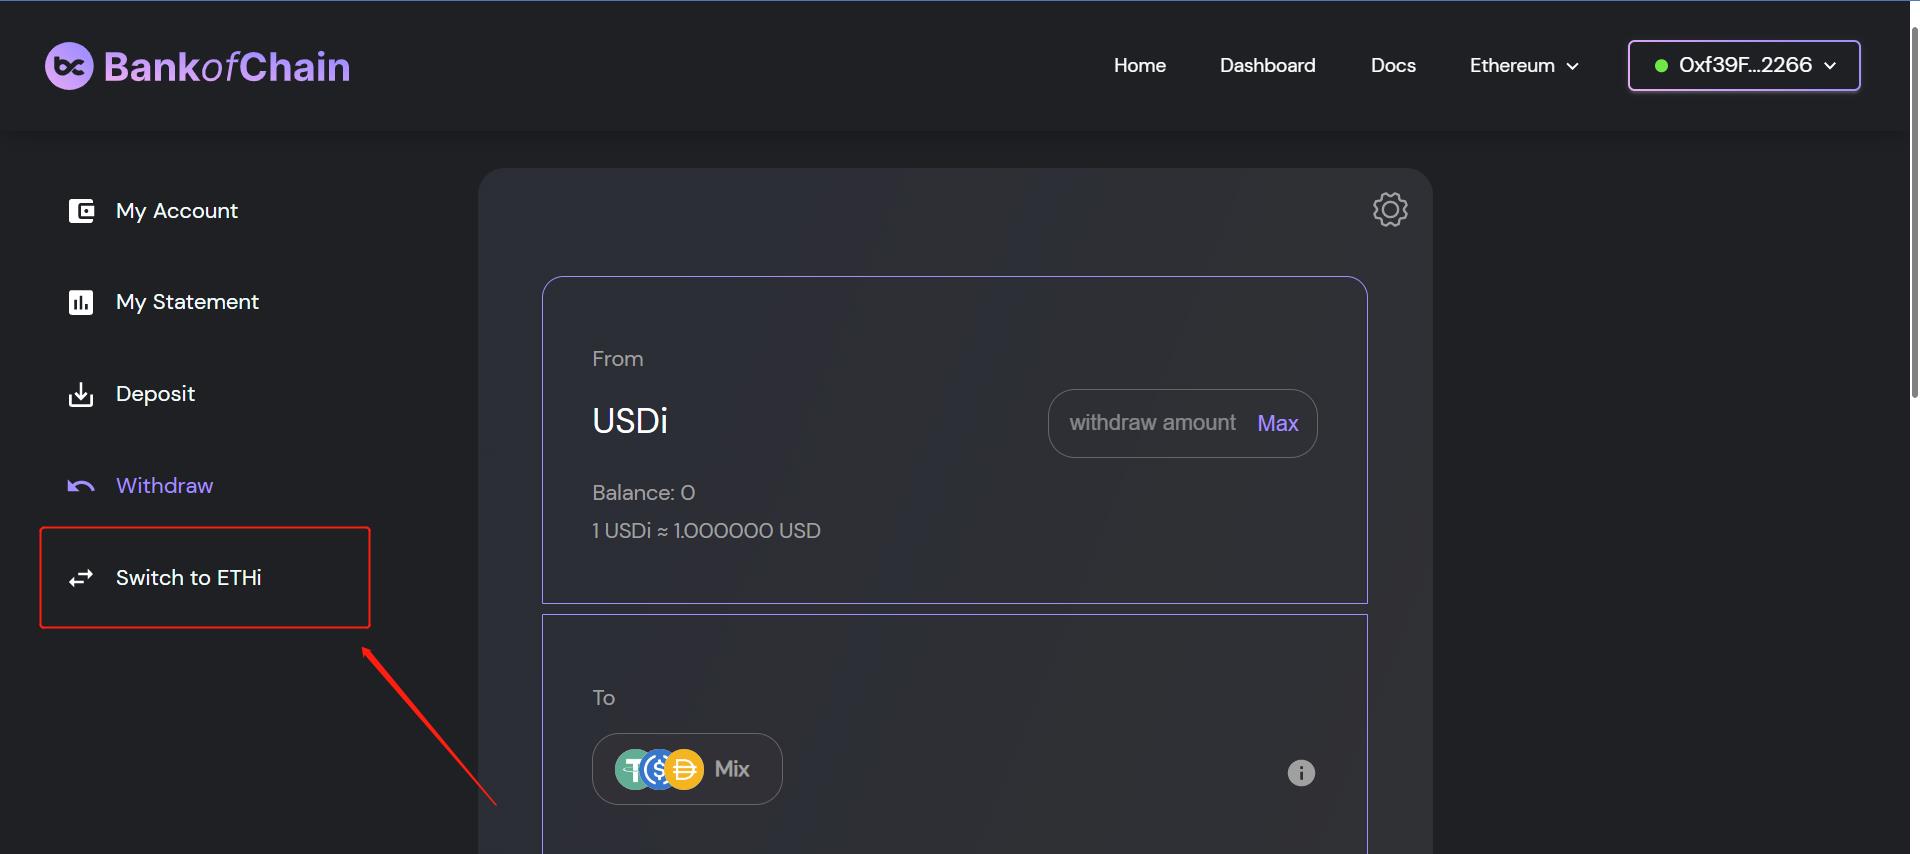 BankofChain
Home
Dashboard
Docs
Ethereum
0xf39F...2266
My Account
My Statement
Deposit
Withdraw
Switch to ETHi
From
USDi
withdraw amount Max
Balance: 0
1 USDi ≈ 1.000000 USD
To
Mix